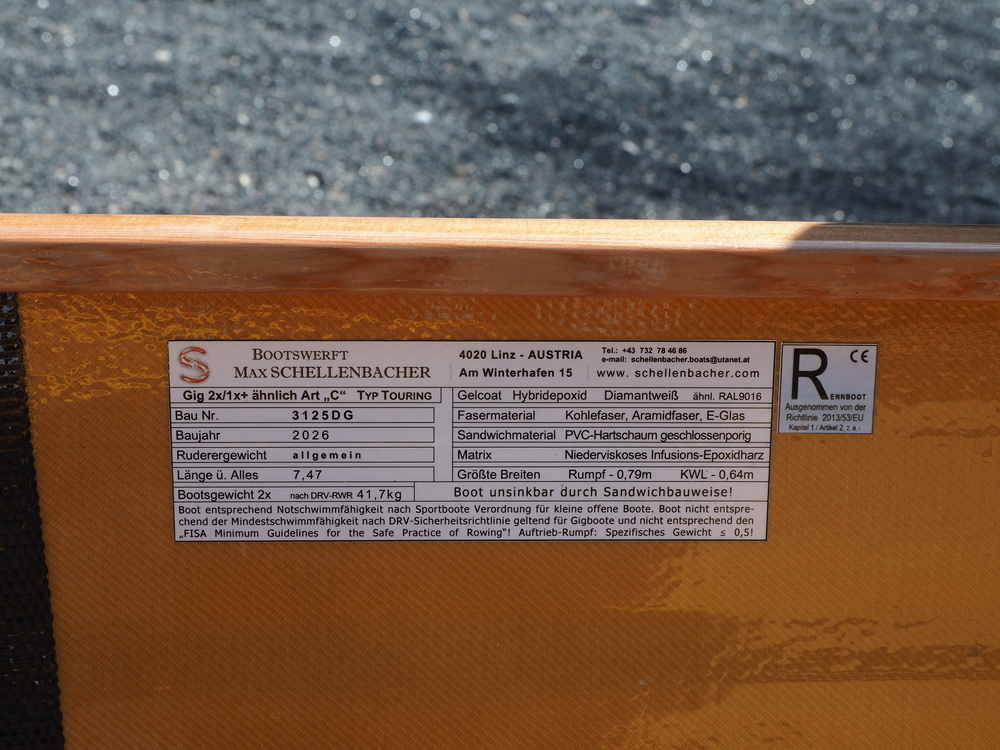 S
BOOTSWERFT
MAX SCHELLENBACHER
4020 Linz - AUSTRIA
Am Winterhafen 15
Tel.: +43 732 78 46 86
e-mail: schellenbacher.boats@utanet.at
www. schellenbacher.com
Gig 2x/1x+ ähnlich Art „C“ TYP TOURING
Bau Nr. 3125DG
Baujahr 2026
Ruderergewicht allgemein
Länge ü. Alles 7,47
Bootsgewicht 2x nach DRV-RWR 41,7kg
Gelcoat Hybridepoxid Diamantweiß ähnl. RAL9016
Fasermaterial Kohlefaser, Aramidfaser, E-Glas
Sandwichmaterial PVC-Hartschaum geschlossenporig
Matrix Niederviskoses Infusions-Epoxidharz
Größte Breiten Rumpf - 0,79m KWL - 0,64m
Boot unsinkbar durch Sandwichbauweise!
Boot entsprechend Notschwimmfähigkeit nach Sportboote Verordnung für kleine offene Boote. Boot nicht entspre-
chend der Mindestschwimmfähigkeit nach DRV-Sicherheitsrichtlinie geltend für Gigboote und nicht entsprechend den
„FISA Minimum Guidelines for the Safe Practice of Rowing“! Auftrieb-Rumpf: Spezifisches Gewicht ≤ 0,5!
CE
RENNBOOT
Ausgenommen von der
Richtlinie 2013/53/EU
Kapitel 1 / Artikel 2, 2, a, i